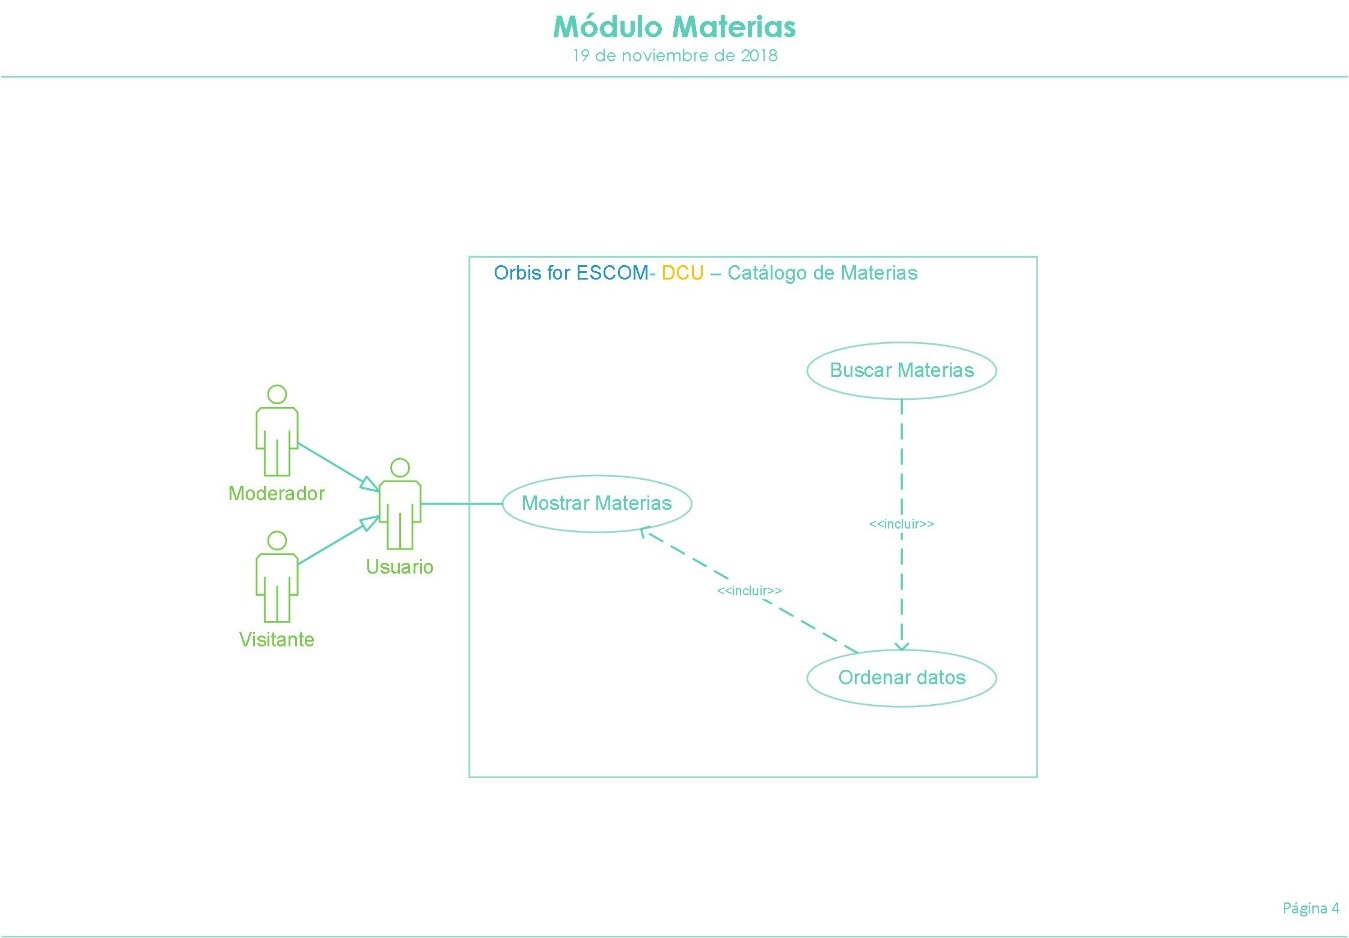 Módulo Materias
19 de noviembre de 2018
Orbis for ESCOM- DCU – Catálogo de Materias
Buscar Materias
Moderador
Mostrar Materias
<<incluir>>
Usuario
<<incluir>>
Visitante
Ordenar datos
Página 4